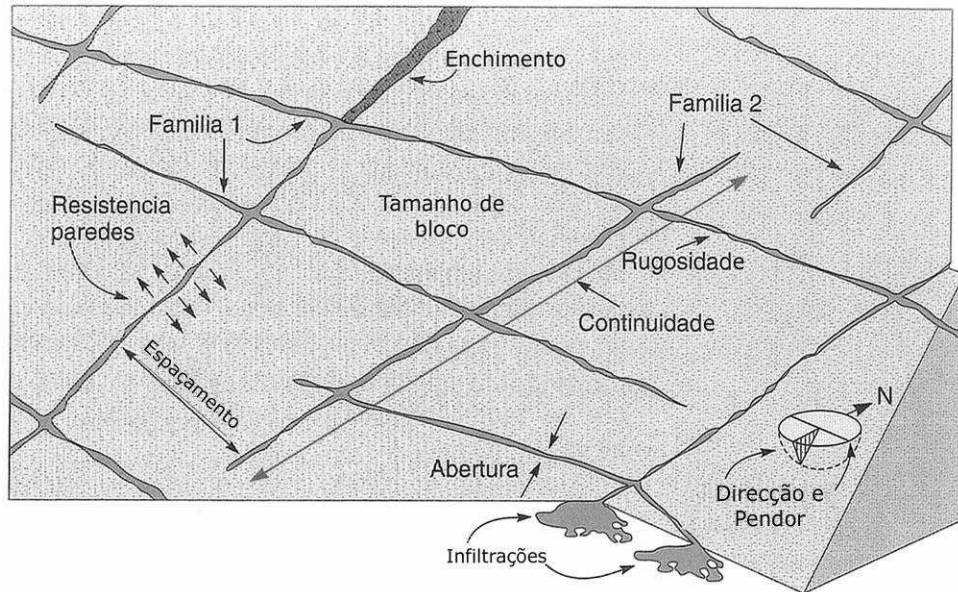 Enchimento
Familia 1
Familia 2
Resistencia
paredes
Tamanho de
bloco
Rugosidade
Continuidade
Espaçamento
N
Abertura
Direcção e
Pendor
Infiltrações